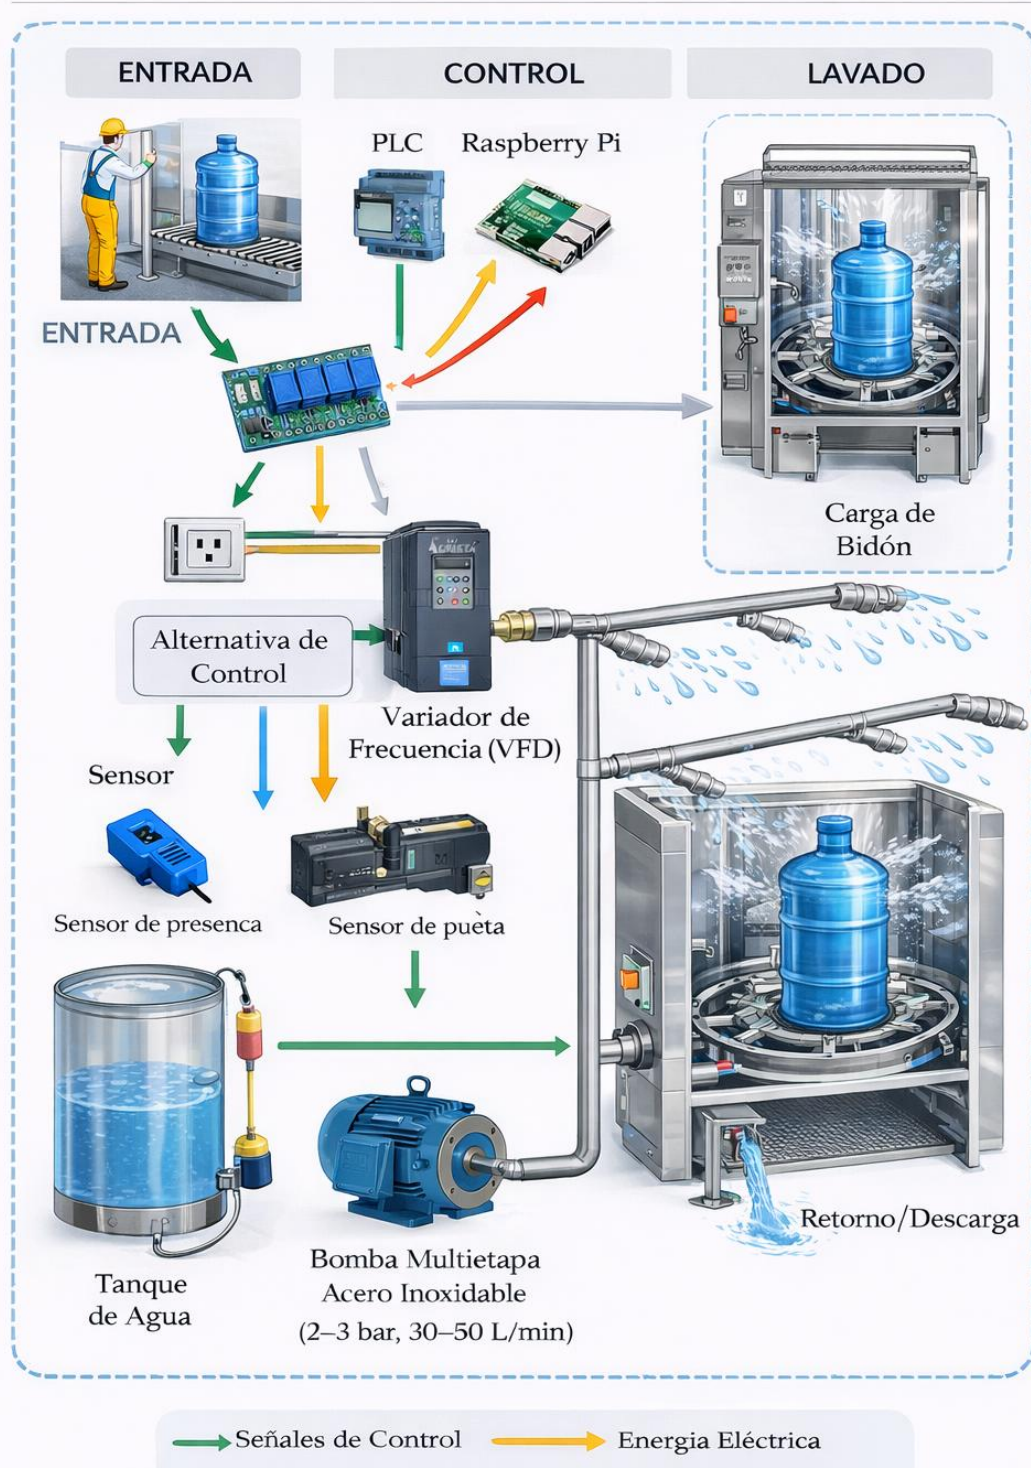 ENTRADA
CONTROL
LAVADO
PLC
Raspberry Pi
ENTRADA
Carga de
Bidón
Alternativa de
Control
Variador de
Frecuencia (VFD)
Sensor
Sensor de presenca
Sensor de puèta
Tanque
de Agua
Bomba Multietapa
Acero Inoxidable
(2–3 bar, 30–50 L/min)
Retorno/Descarga
Señales de Control
Energia Eléctrica